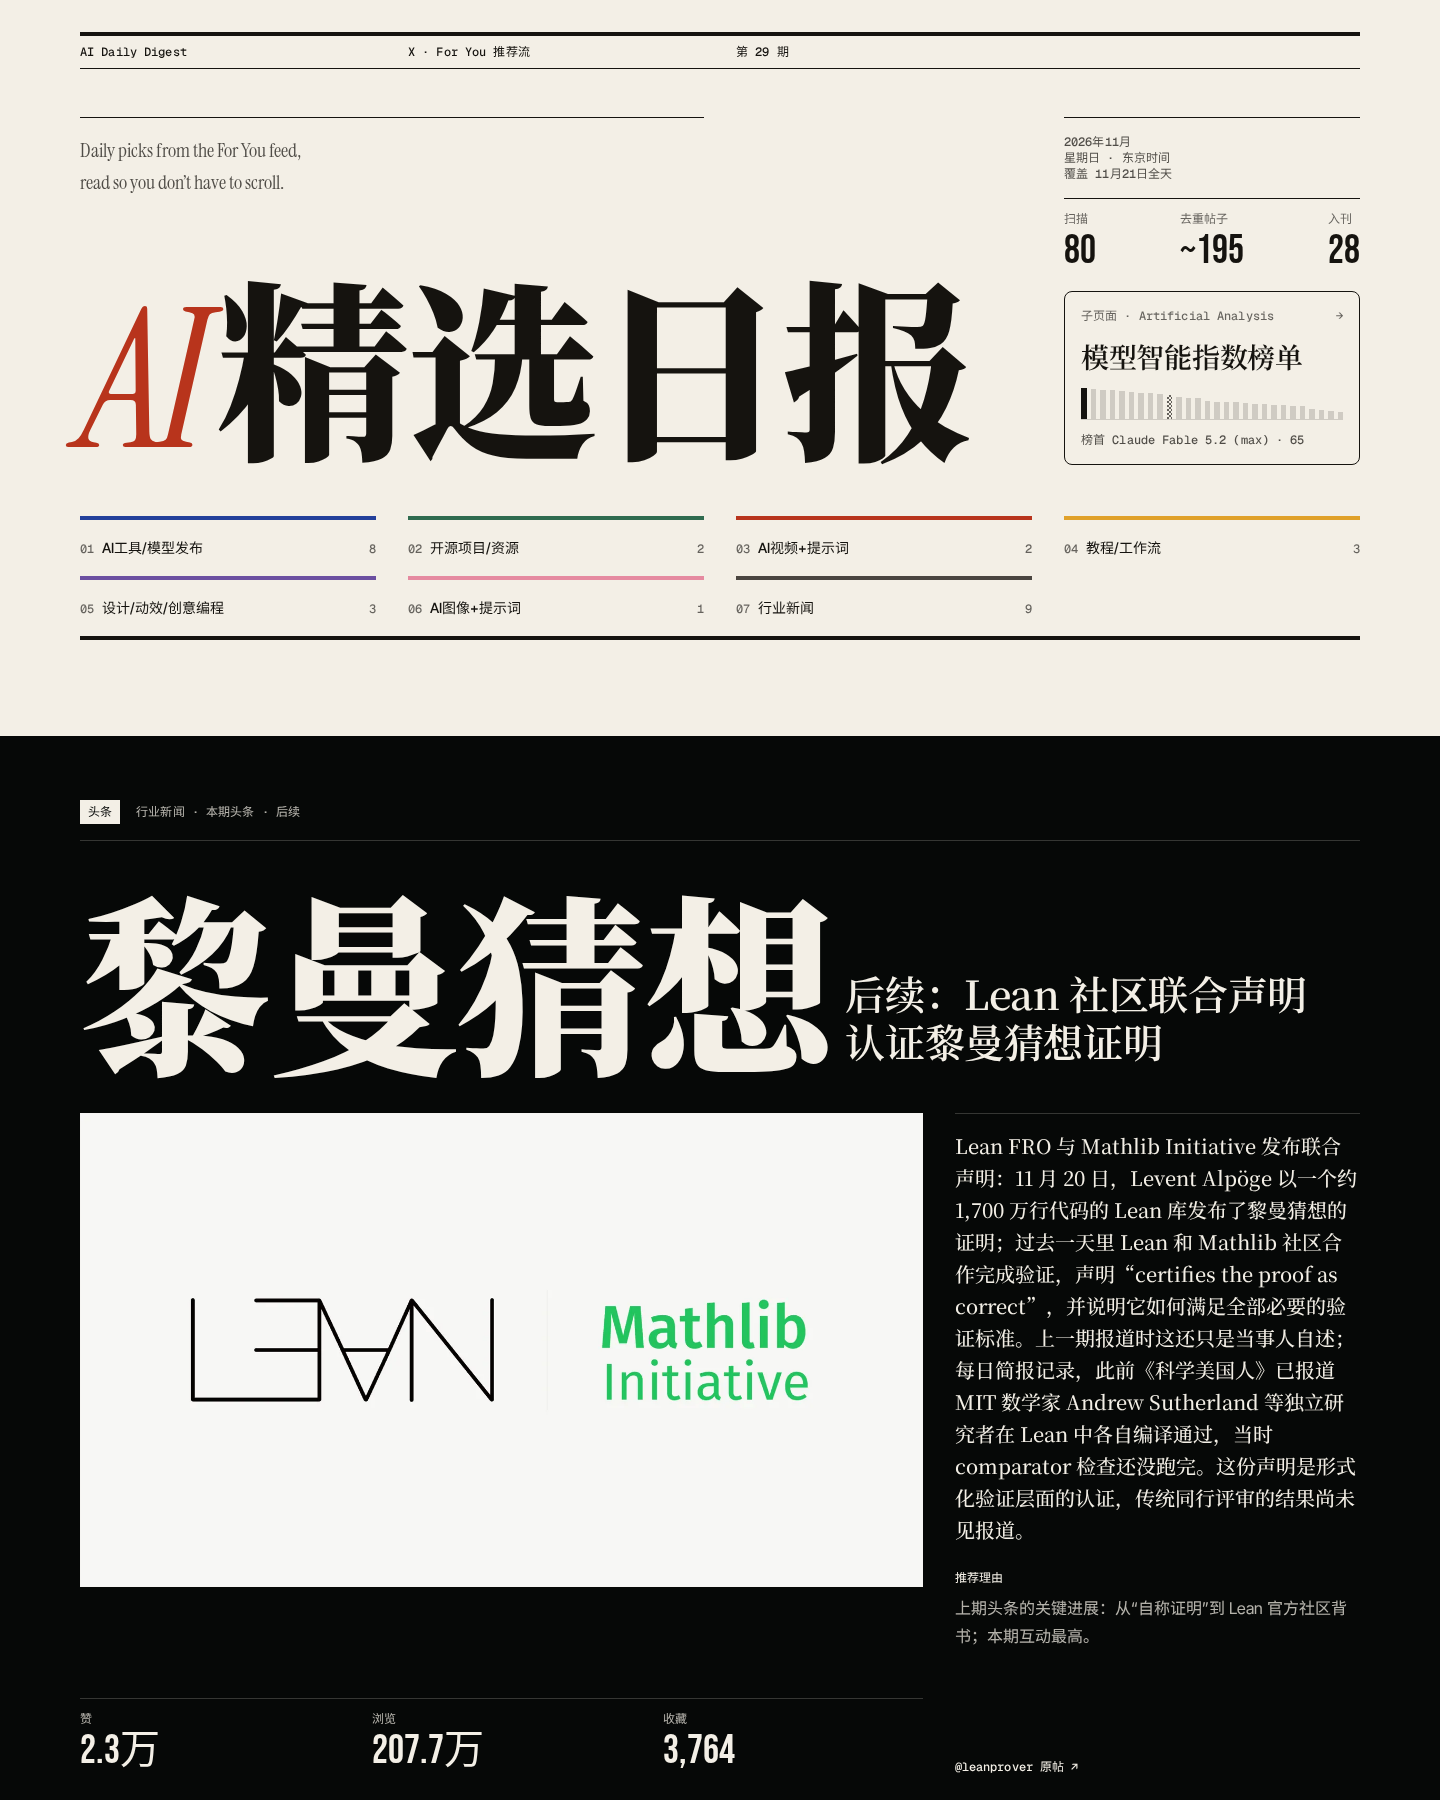 AI Daily Digest
X · For You 推荐流
第 29 期
Daily picks from the For You feed,
read so you don't have to scroll.
2026年11月
星期日 · 东京时间
覆盖 11月21日全天
扫描
去重帖子
入刊
80
~195
28
AI精选日报
子页面 · Artificial Analysis →
模型智能指数榜单
榜首 Claude Fable 5.2 (max) · 65
01 AI工具/模型发布 8
02 开源项目/资源 2
03 AI视频+提示词 2
04 教程/工作流 3
05 设计/动效/创意编程 3
06 AI图像+提示词 1
07 行业新闻 9
头条
行业新闻 · 本期头条 · 后续
黎曼猜想
后续：Lean 社区联合声明
认证黎曼猜想证明
LEAN
Mathlib
Initiative
Lean FRO 与 Mathlib Initiative 发布联合
声明：11 月 20 日，Levent Alpöge 以一个约
1,700 万行代码的 Lean 库发布了黎曼猜想的
证明；过去一天里 Lean 和 Mathlib 社区合
作完成验证，声明“certifies the proof as
correct”，并说明它如何满足全部必要的验
证标准。上一期报道时这还只是当事人自述；
每日简报记录，此前《科学美国人》已报道
MIT 数学家 Andrew Sutherland 等独立研
究者在 Lean 中各自编译通过，当时
comparator 检查还没跑完。这份声明是形式
化验证层面的认证，传统同行评审的结果尚未
见报道。
推荐理由
上期头条的关键进展：从“自称证明”到 Lean 官方社区背
书；本期互动最高。
赞
浏览
收藏
2.3万
207.7万
3,764
@leanprover 原帖 ↗